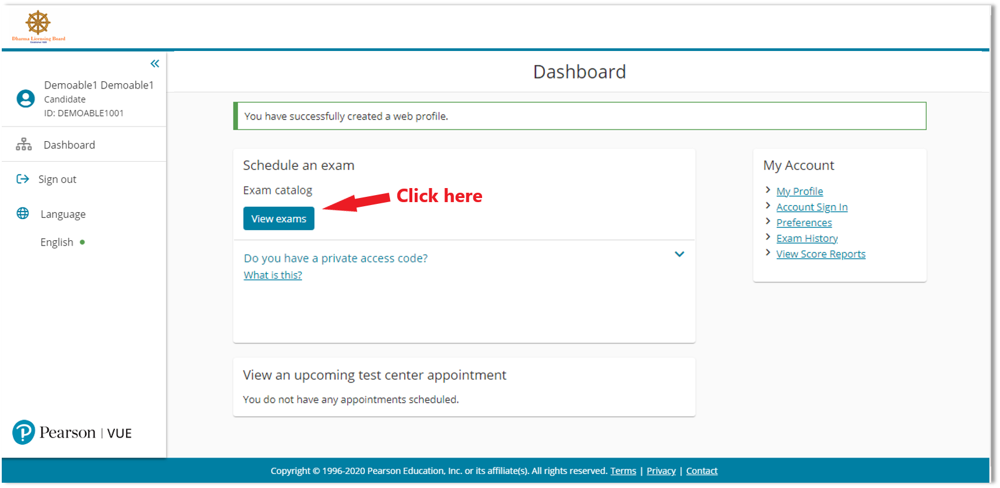 Dharma Licensing Board
Established 1989
Demoable1 Demoable1
Candidate
ID: DEMOABLE1001
Dashboard
Sign out
Language
English
Pearson | VUE
Dashboard
You have successfully created a web profile.
Schedule an exam
Exam catalog
Click here
View exams
Do you have a private access code?
What is this?
View an upcoming test center appointment
You do not have any appointments scheduled.
My Account
My Profile
Account Sign In
Preferences
Exam History
View Score Reports
Copyright © 1996-2020 Pearson Education, Inc. or its affiliate(s). All rights reserved. Terms | Privacy | Contact